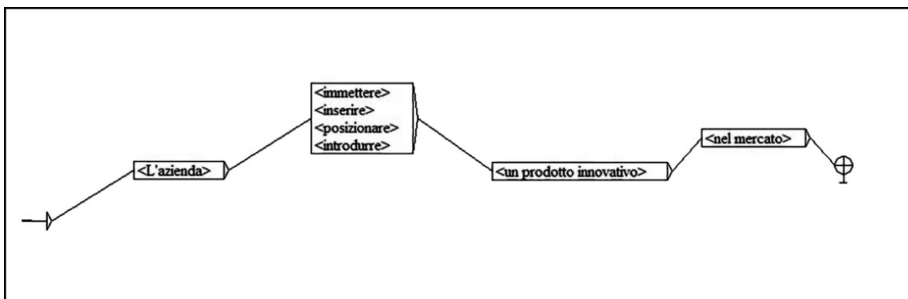 <L'azienda>
<immettere>
<inserire>
<posizionare>
<introdurre>
<un prodotto innovativo>
<nel mercato>